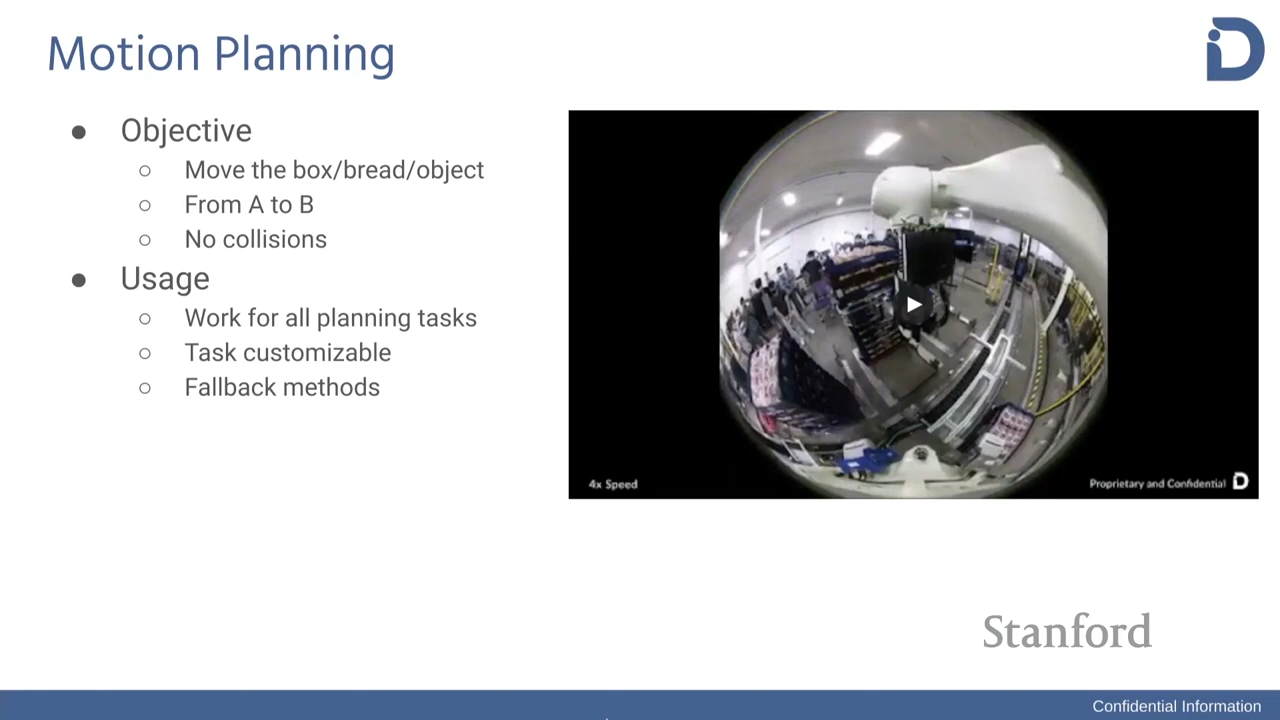 Motion Planning
Objective
Move the box/bread/object
From A to B
No collisions
Usage
Work for all planning tasks
Task customizable
Fallback methods
4x Speed
Proprietary and Confidential
Stanford
Confidential Information